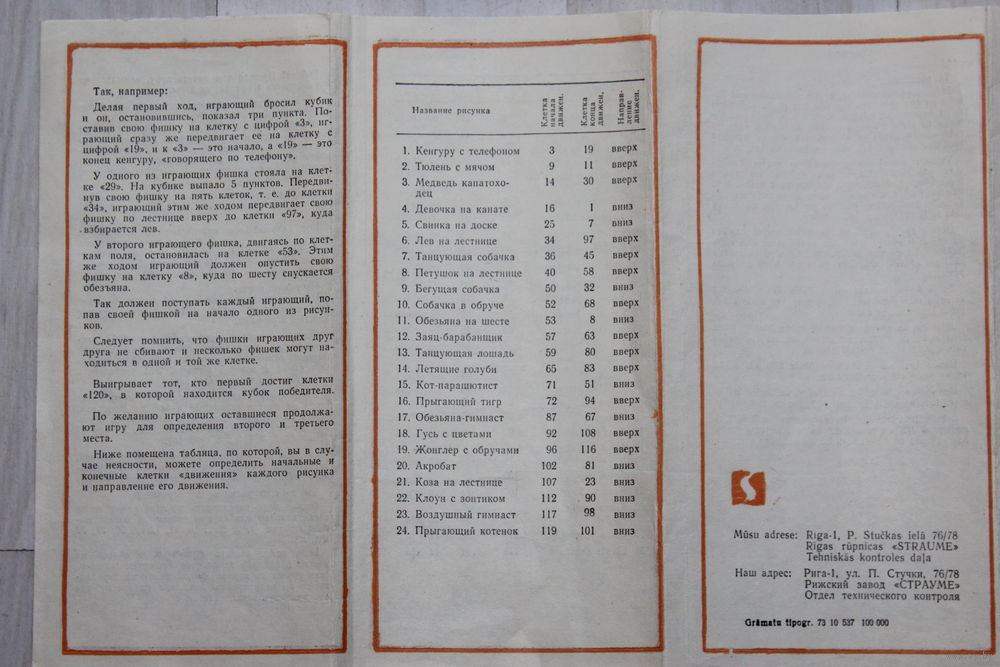 Так, например:
Делая первый ход, играющий бросил кубик
и он, остановившись, показал три пункта. По-
ставив свою фишку на клетку с цифрой «3», иг-
рающий сразу же передвигает ее на клетку с
цифрой «19», и к «3» — это начало, а «19» — это
конец кенгуру, «говорящего по телефону».
У одного из играющих фишка стояла на клет-
ке «29». На кубике выпало 5 пунктов. Передви-
нув свою фишку на пять клеток, т. е. до клетки
«34», играющий этим же ходом передвигает свою
фишку по лестнице вверх до клетки «97», куда
взбирается лев.
У второго играющего фишка, двигаясь по клет-
кам поля, остановилась на клетке «53». Этим
же ходом играющий должен опустить свою
фишку на клетку «8», куда по шесту спускается
обезьяна.
Так должен поступать каждый играющий, по-
пав своей фишкой на начало одного из рисун-
ков.
Следует помнить, что фишки играющих друг
друга не сбивают и несколько фишек могут на-
ходиться в одной и той же клетке.
Выигрывает тот, кто первый достиг клетки
«120», в которой находится кубок победителя.
По желанию играющих оставшиеся продолжа-
ют игру для определения второго и третьего
места.
Ниже помещена таблица, по которой, вы в слу-
чае неясности, можете определить начальные и
конечные клетки «движения» каждого рисунка
и направление его движения.
Название рисунка
Клетка
начала
движен.
Клетка
конца
движен.
Направ-
ление
движен.
1. Кенгуру с телефоном 3 19 вверх
2. Тюлень с мячом 9 11 вверх
3. Медведь капатохо- 14 30 вверх
дец
4. Девочка на канате 16 1 вниз
5. Свинка на доске 25 7 вниз
6. Лев на лестнице 34 97 вверх
7. Танцующая собачка 36 45 вверх
8. Петушок на лестнице 40 58 вверх
9. Бегущая собачка 50 32 вниз
10. Собачка в обруче 52 68 вверх
11. Обезьяна на шесте 53 8 вниз
12. Заяц-барабанщик 57 63 вверх
13. Танцующая лошадь 59 80 вверх
14. Летящие голуби 65 83 вверх
15. Кот-парашютист 71 51 вниз
16. Прыгающий тигр 72 94 вверх
17. Обезьяна-гимнаст 87 67 вниз
18. Гусь с цветами 92 108 вверх
19. Жонглер с обручами 96 116 вверх
20. Акробат 102 81 вниз
21. Коза на лестнице 107 23 вниз
22. Клоун с зонтиком 112 90 вниз
23. Воздушный гимнаст 117 98 вниз
24. Прыгающий котенок 119 101 вниз
Mūsu adrese: Rīga-1, P. Stučkas ielā 76/78
Rīgas rūpnīcas «STRAUME»
Tehniskās kontroles daļa
Наш адрес: Рига-1, ул. П. Стучки, 76/78
Рижский завод «СТРАУМЕ»
Отдел технического контроля
Grāmatu tipogr. 73 10 537 100 000